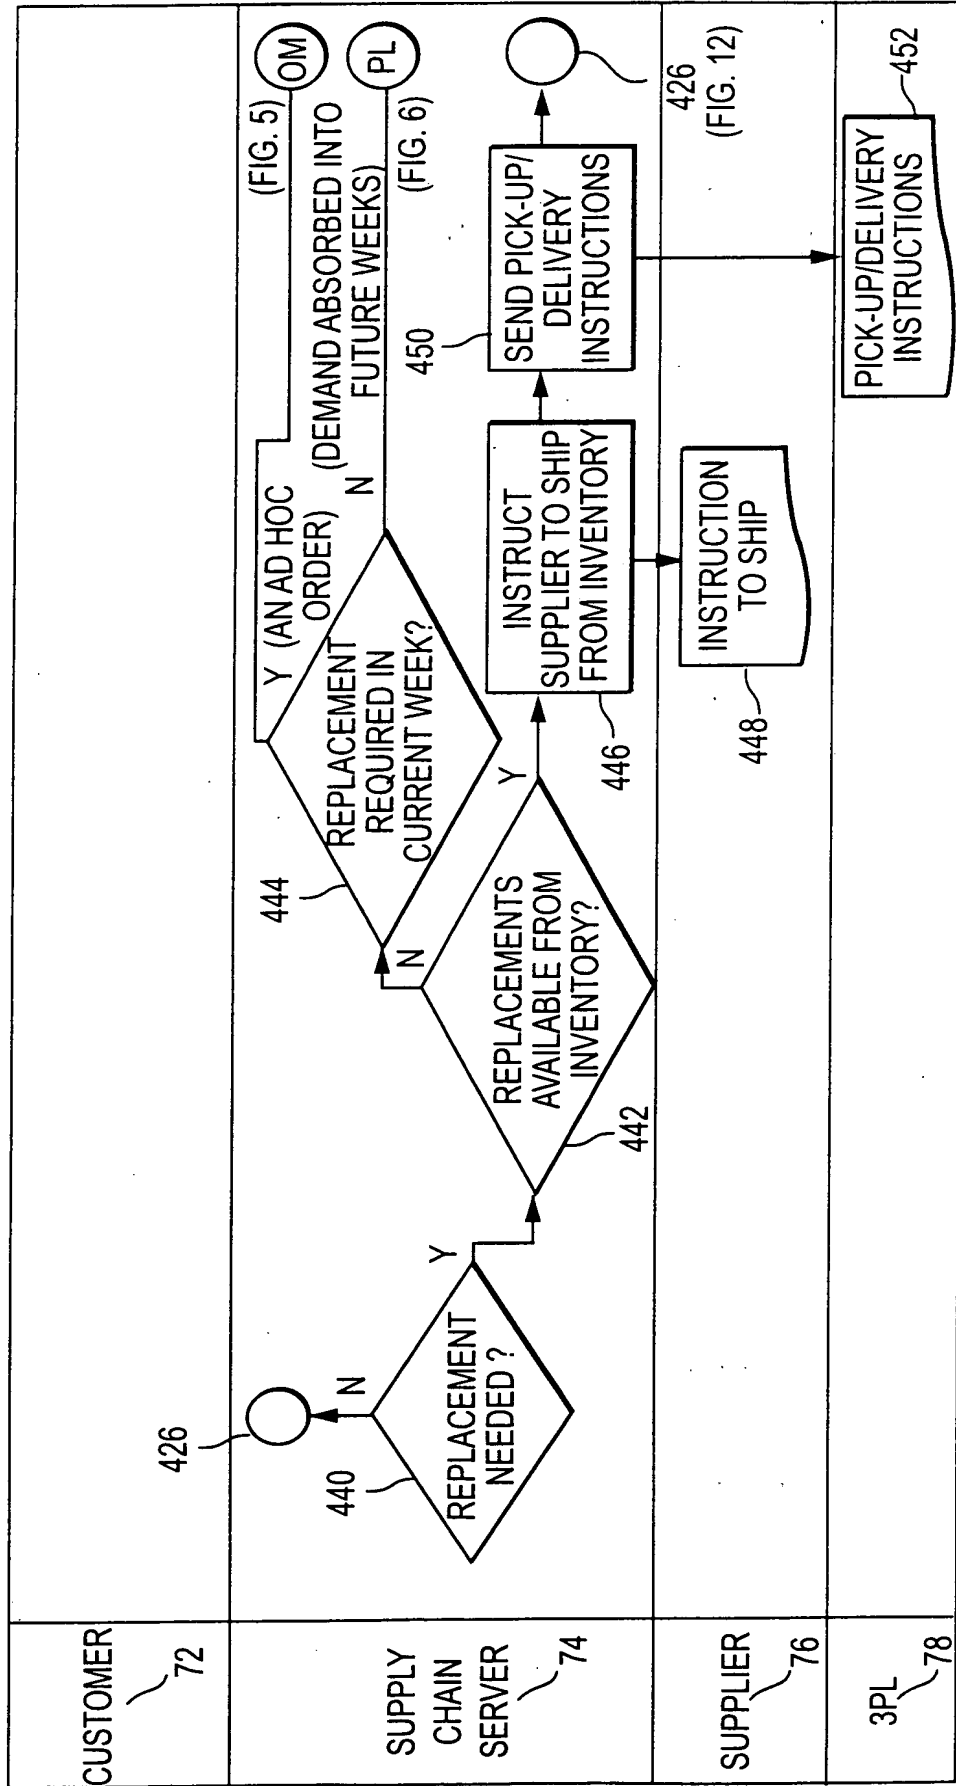 CUSTOMER
72
SUPPLY
CHAIN
SERVER
74
SUPPLIER
76
3PL
78
426
N
440
REPLACEMENT
NEEDED ?
Y
442
REPLACEMENTS
AVAILABLE FROM
INVENTORY?
N
Y
444
REPLACEMENT
REQUIRED IN
CURRENT WEEK?
Y (AN AD HOC
ORDER)
N
(DEMAND ABSORBED INTO
FUTURE WEEKS)
(FIG. 5)
OM
(FIG. 6)
PL
446
INSTRUCT
SUPPLIER TO SHIP
FROM INVENTORY
448
INSTRUCTION
TO SHIP
450
SEND PICK-UP/
DELIVERY
INSTRUCTIONS
426
(FIG. 12)
452
PICK-UP/DELIVERY
INSTRUCTIONS